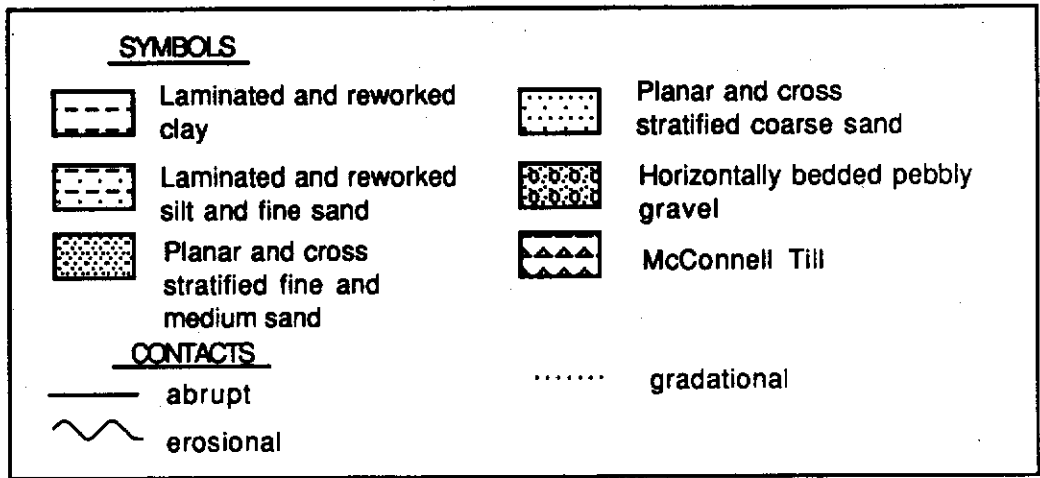 SYMBOLS
Laminated and reworked
clay
Laminated and reworked
silt and fine sand
Planar and cross
stratified fine and
medium sand
Planar and cross
stratified coarse sand
Horizontally bedded pebbly
gravel
McConnell Till
CONTACTS
abrupt
erosional
gradational